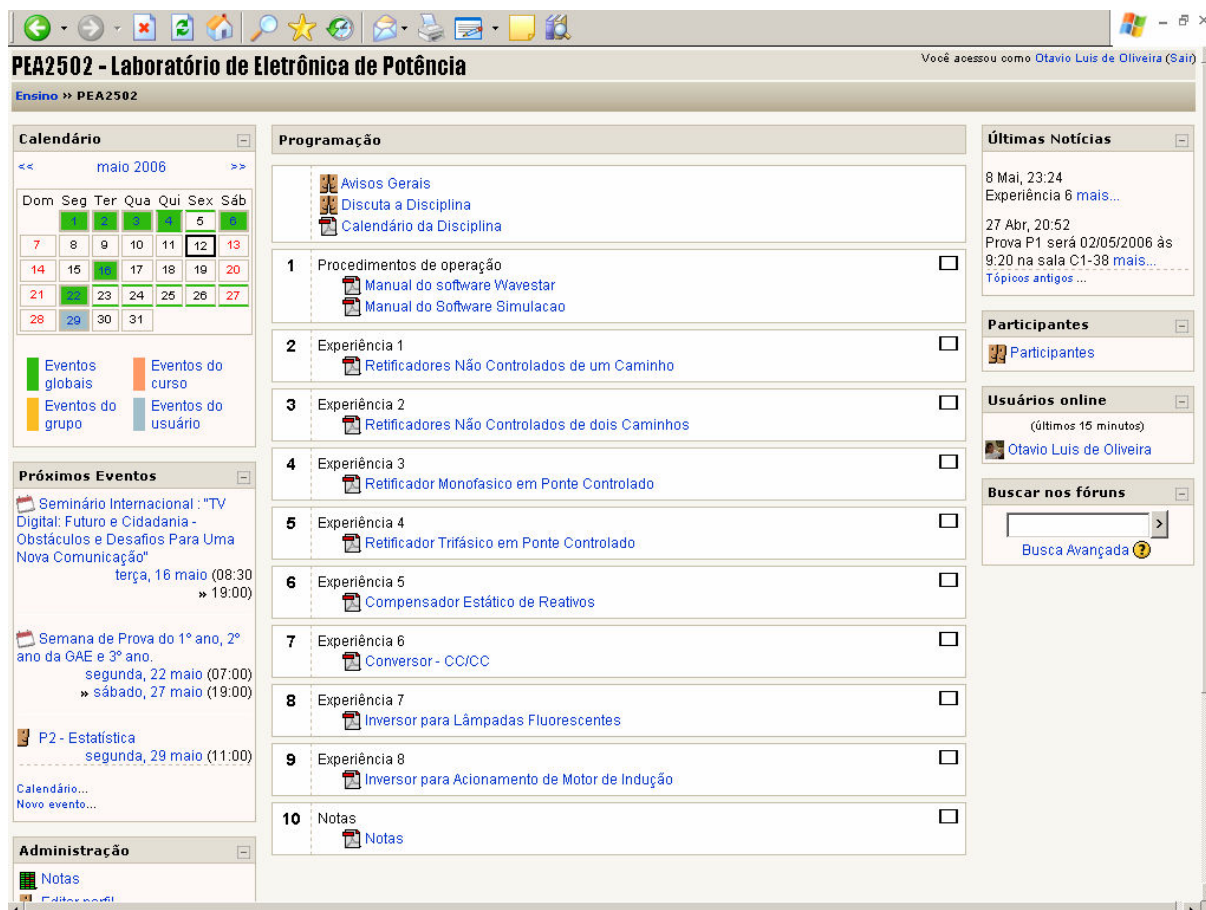 PEA2502 - Laboratório de Eletrônica de Potência
Você acessou como Otavio Luis de Oliveira (Sair)
Ensino » PEA2502
Calendário
<< maio 2006 >>
Dom Seg Ter Qua Qui Sex Sáb
1 2 3 4 5 6
7 8 9 10 11 12 13
14 15 16 17 18 19 20
21 22 23 24 25 26 27
28 29 30 31
Eventos globais
Eventos do curso
Eventos do grupo
Eventos do usuário
Próximos Eventos
Seminário Internacional : "TV
Digital: Futuro e Cidadania -
Obstáculos e Desafios Para Uma
Nova Comunicação"
terça, 16 maio (08:30
» 19:00)
Semana de Prova do 1º ano, 2º
ano da GAE e 3º ano.
segunda, 22 maio (07:00)
» sábado, 27 maio (19:00)
P2 - Estatística
segunda, 29 maio (11:00)
Calendário...
Novo evento...
Administração
Notas
Editar perfil
Programação
Avisos Gerais
Discuta a Disciplina
Calendário da Disciplina
1 Procedimentos de operação
Manual do software Wavestar
Manual do Software Simulacao
2 Experiência 1
Retificadores Não Controlados de um Caminho
3 Experiência 2
Retificadores Não Controlados de dois Caminhos
4 Experiência 3
Retificador Monofasico em Ponte Controlado
5 Experiência 4
Retificador Trifásico em Ponte Controlado
6 Experiência 5
Compensador Estático de Reativos
7 Experiência 6
Conversor - CC/CC
8 Experiência 7
Inversor para Lâmpadas Fluorescentes
9 Experiência 8
Inversor para Acionamento de Motor de Indução
10 Notas
Notas
Últimas Notícias
8 Mai, 23:24
Experiência 6 mais...
27 Abr, 20:52
Prova P1 será 02/05/2006 às
9:20 na sala C1-38 mais...
Tópicos antigos ...
Participantes
Participantes
Usuários online
(últimos 15 minutos)
Otavio Luis de Oliveira
Buscar nos fóruns
Busca Avançada